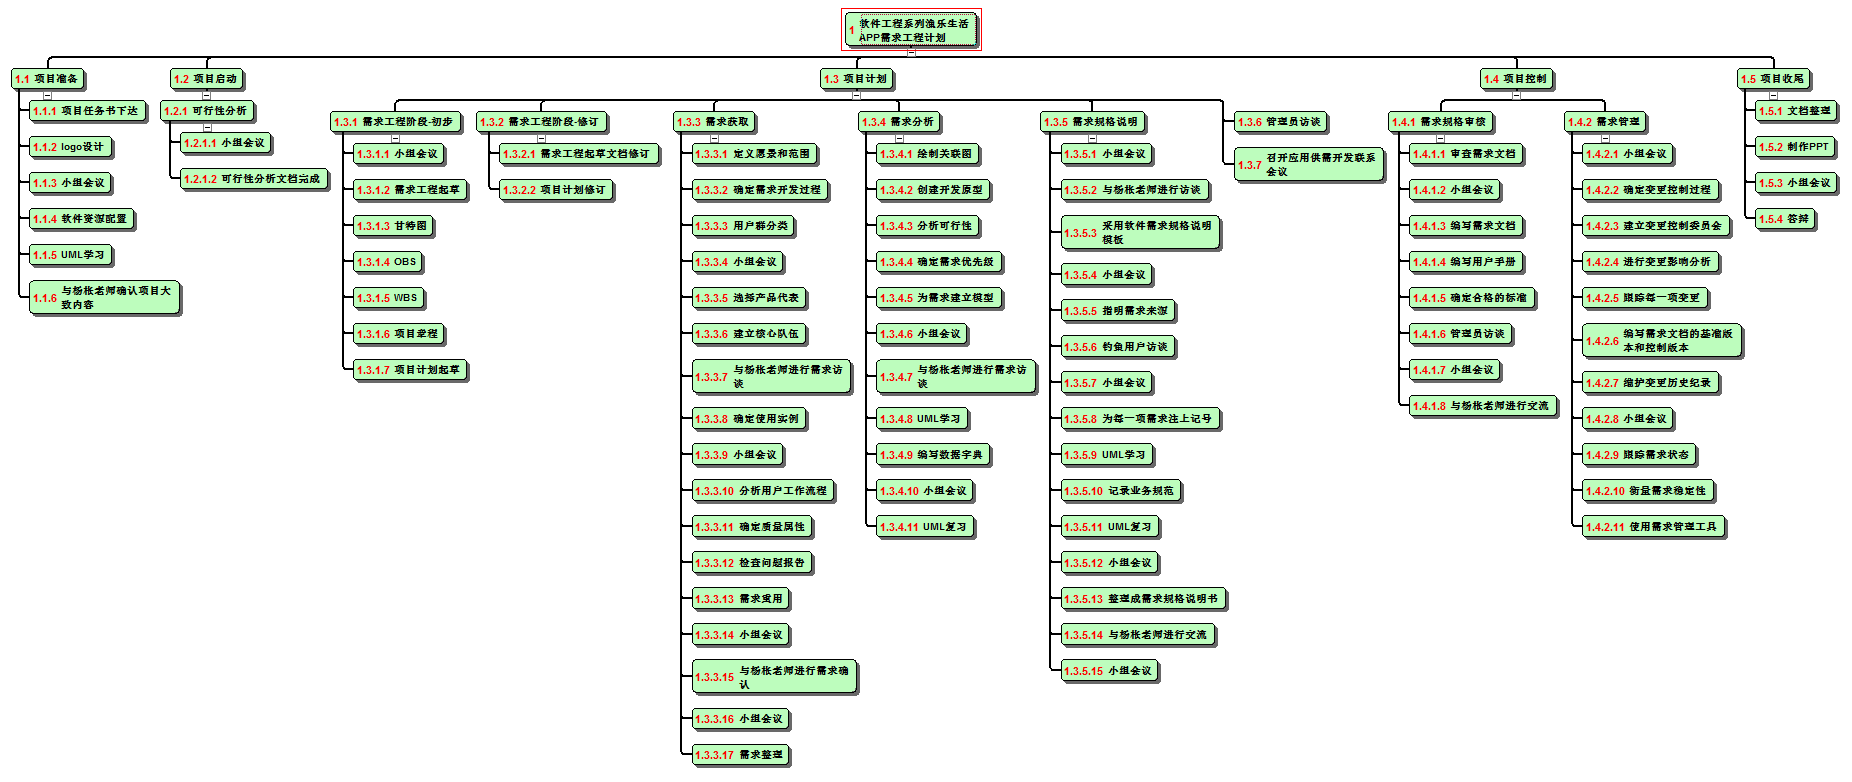 1 软件工程系列渔乐生活
APP需求工程计划
1.1 项目准备
1.1.1 项目任务书下达
1.1.2 logo设计
1.1.3 小组会议
1.1.4 软件资源配置
1.1.5 UML学习
1.1.6 与杨枨老师确认项目大
致内容
1.2 项目启动
1.2.1 可行性分析
1.2.1.1 小组会议
1.2.1.2 可行性分析文档完成
1.3 项目计划
1.3.1 需求工程阶段-初步
1.3.1.1 小组会议
1.3.1.2 需求工程起草
1.3.1.3 甘特图
1.3.1.4 OBS
1.3.1.5 WBS
1.3.1.6 项目章程
1.3.1.7 项目计划起草
1.3.2 需求工程阶段-修订
1.3.2.1 需求工程起草文档修订
1.3.2.2 项目计划修订
1.3.3 需求获取
1.3.3.1 定义愿景和范围
1.3.3.2 确定需求开发过程
1.3.3.3 用户群分类
1.3.3.4 小组会议
1.3.3.5 选择产品代表
1.3.3.6 建立核心队伍
1.3.3.7 与杨枨老师进行需求访
谈
1.3.3.8 确定使用实例
1.3.3.9 小组会议
1.3.3.10 分析用户工作流程
1.3.3.11 确定质量属性
1.3.3.12 检查问题报告
1.3.3.13 需求重用
1.3.3.14 小组会议
1.3.3.15 与杨枨老师进行需求确
认
1.3.3.16 小组会议
1.3.3.17 需求整理
1.3.4 需求分析
1.3.4.1 绘制关联图
1.3.4.2 创建开发原型
1.3.4.3 分析可行性
1.3.4.4 确定需求优先级
1.3.4.5 为需求建立模型
1.3.4.6 小组会议
1.3.4.7 与杨枨老师进行需求访
谈
1.3.4.8 UML学习
1.3.4.9 编写数据字典
1.3.4.10 小组会议
1.3.4.11 UML复习
1.3.5 需求规格说明
1.3.5.1 小组会议
1.3.5.2 与杨枨老师进行访谈
1.3.5.3 采用软件需求规格说明
模板
1.3.5.4 小组会议
1.3.5.5 指明需求来源
1.3.5.6 钓鱼用户访谈
1.3.5.7 小组会议
1.3.5.8 为每一项需求注上记号
1.3.5.9 UML学习
1.3.5.10 记录业务规范
1.3.5.11 UML复习
1.3.5.12 小组会议
1.3.5.13 整理成需求规格说明书
1.3.5.14 与杨枨老师进行交流
1.3.5.15 小组会议
1.3.6 管理员访谈
1.3.7 召开应用供需开发联系
会议
1.4 项目控制
1.4.1 需求规格审核
1.4.1.1 审查需求文档
1.4.1.2 小组会议
1.4.1.3 编写需求文档
1.4.1.4 编写用户手册
1.4.1.5 确定合格的标准
1.4.1.6 管理员访谈
1.4.1.7 小组会议
1.4.1.8 与杨枨老师进行交流
1.4.2 需求管理
1.4.2.1 小组会议
1.4.2.2 确定变更控制过程
1.4.2.3 建立变更控制委员会
1.4.2.4 进行变更影响分析
1.4.2.5 跟踪每一项变更
1.4.2.6 编写需求文档的基准版
本和控制版本
1.4.2.7 维护变更历史纪录
1.4.2.8 小组会议
1.4.2.9 跟踪需求状态
1.4.2.10 衡量需求稳定性
1.4.2.11 使用需求管理工具
1.5 项目收尾
1.5.1 文档整理
1.5.2 制作PPT
1.5.3 小组会议
1.5.4 答辩